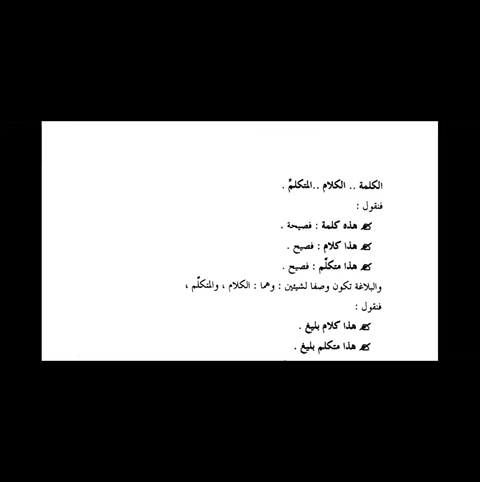 الكلمة .. الكلام ..المتكلمِّ .
فنقول :
✍ هذه كلمة : فصيحة .
✍ هذا كلام : فصيح .
✍ هذا متكلّم : فصيح .
والبلاغة تكون وصفا لشيئين : وهما : الكلام ، والمتكلّم ،
فنقول :
✍ هذا كلام بليغ .
✍ هذا متكلم بليغ .